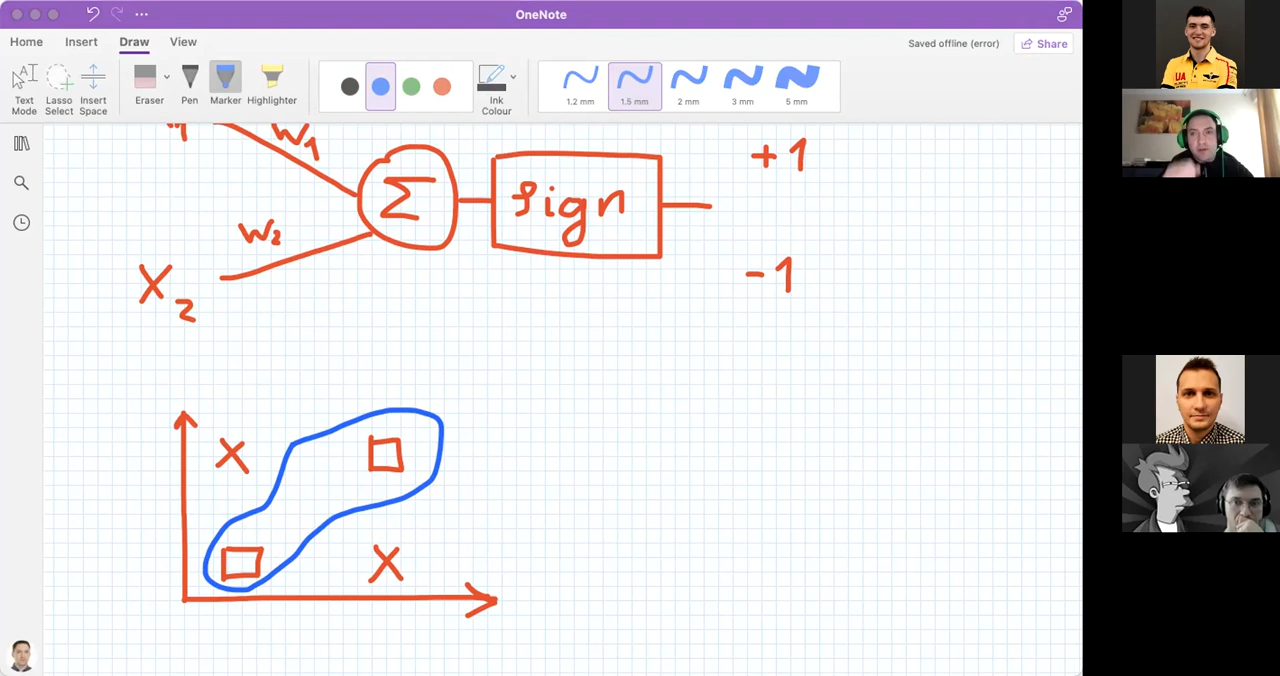 OneNote
Home Insert Draw View
Saved offline (error) Share
Text Mode
Lasso Select
Insert Space
Eraser
Pen
Marker
Highlighter
Ink Colour
1.2 mm
1.5 mm
2 mm
3 mm
5 mm
W1
+1
Σ
Sign
W2
X2
-1
X
X
UA